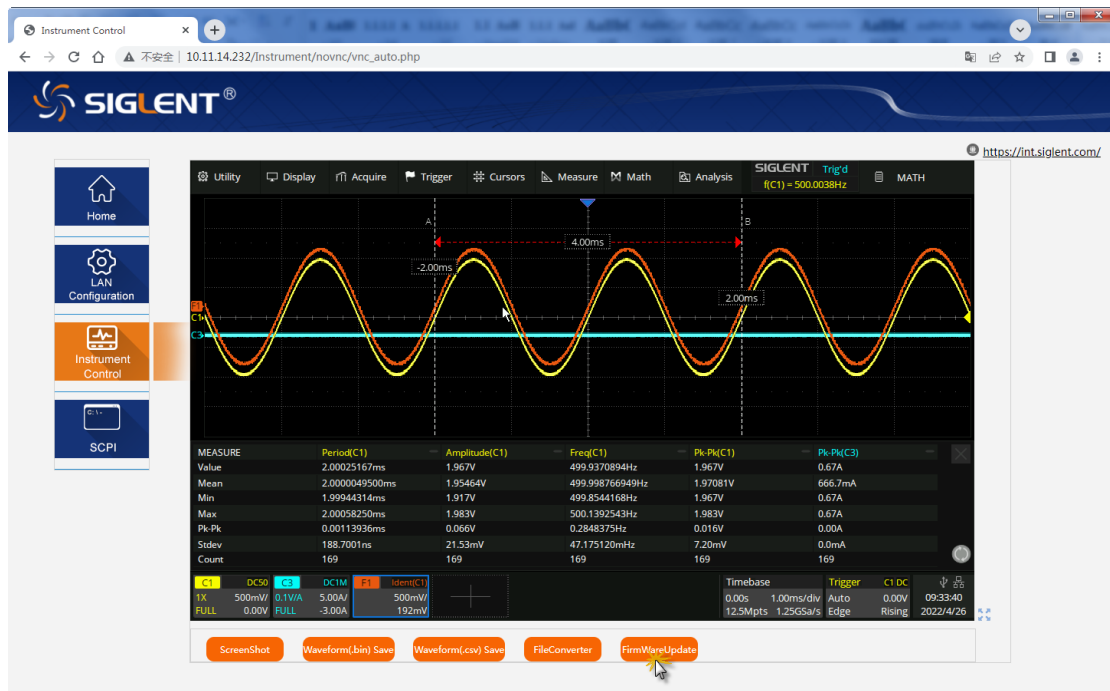 Instrument Control
不安全 | 10.11.14.232/Instrument/novnc/vnc_auto.php
SIGLENT®
https://int.siglent.com/
Home
LAN
Configuration
Instrument
Control
C:\-
SCPI
Utility Display Acquire Trigger Cursors Measure Math Analysis SIGLENT Trig'd MATH
f(C1) = 500.0038Hz
A B
4.00ms
-2.00ms
2.00ms
F1
C1
C3
MEASURE Period(C1) Amplitude(C1) Freq(C1) Pk-Pk(C1) Pk-Pk(C3)
Value 2.00025167ms 1.967V 499.9370894Hz 1.967V 0.67A
Mean 2.0000049500ms 1.95464V 499.998766949Hz 1.97081V 666.7mA
Min 1.99944314ms 1.917V 499.8544168Hz 1.967V 0.67A
Max 2.00058250ms 1.983V 500.1392543Hz 1.983V 0.67A
Pk-Pk 0.00113936ms 0.066V 0.2848375Hz 0.016V 0.00A
Stdev 188.7001ns 21.53mV 47.175120mHz 7.20mV 0.0mA
Count 169 169 169 169 169
C1 DC50 C3 DC1M F1 Ident(C1) Timebase Trigger C1 DC
1X 500mV/ 0.1V/A 5.00A/ 500mV/ 0.00s 1.00ms/div Auto 0.00V 09:33:40
FULL 0.00V FULL -3.00A 192mV 12.5Mpts 1.25GSa/s Edge Rising 2022/4/26
ScreenShot Waveform(.bin) Save Waveform(.csv) Save FileConverter FirmWareUpdate